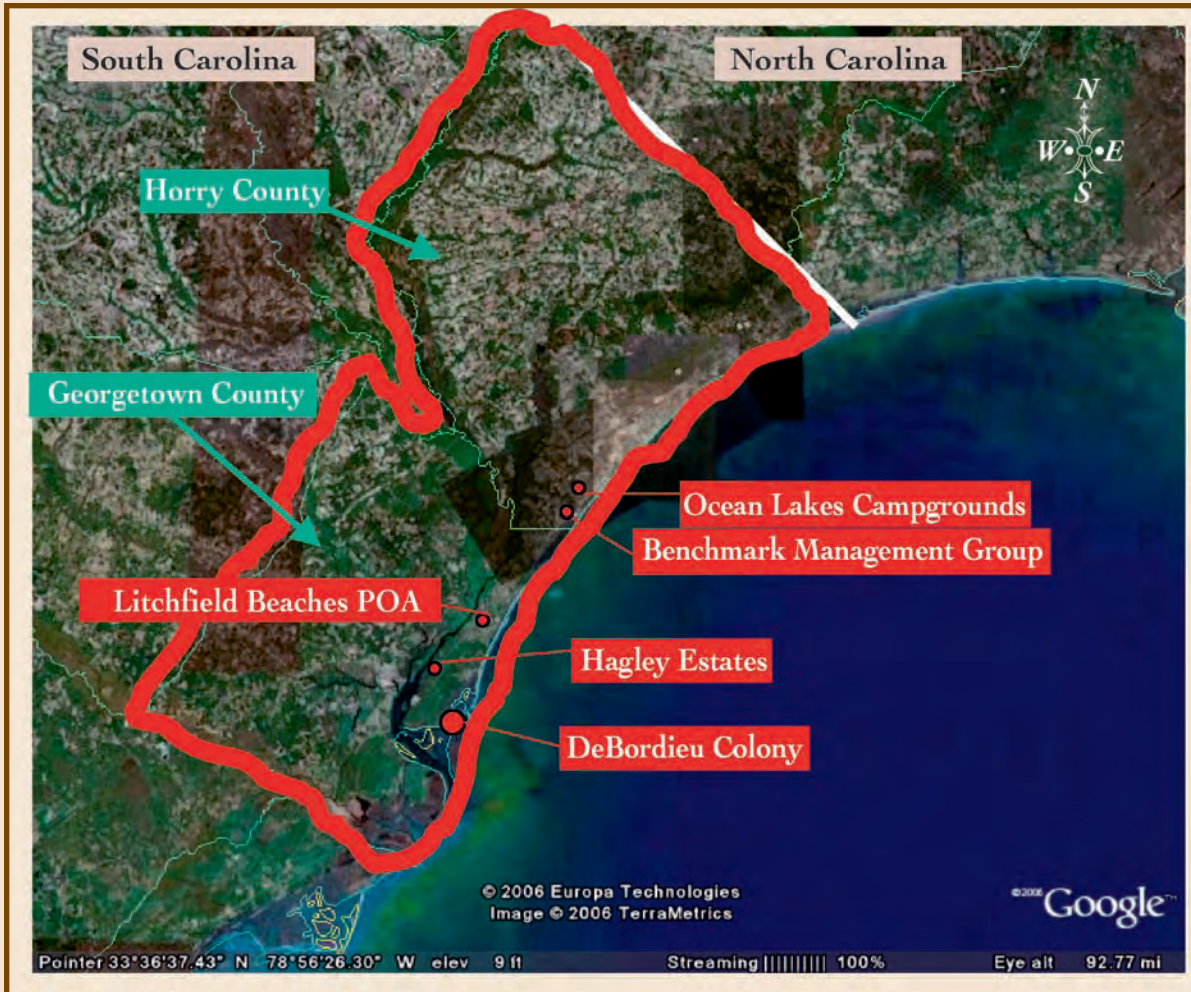 South Carolina
North Carolina
N
W E
S
Horry County
Georgetown County
Ocean Lakes Campgrounds
Benchmark Management Group
Litchfield Beaches POA
Hagley Estates
DeBordieu Colony
© 2006 Europa Technologies
Image © 2006 TerraMetrics
©2006 Google™
Pointer 33°36'37.43" N 78°56'26.30" W elev 9 ft Streaming |||||||||| 100% Eye alt 92.77 mi